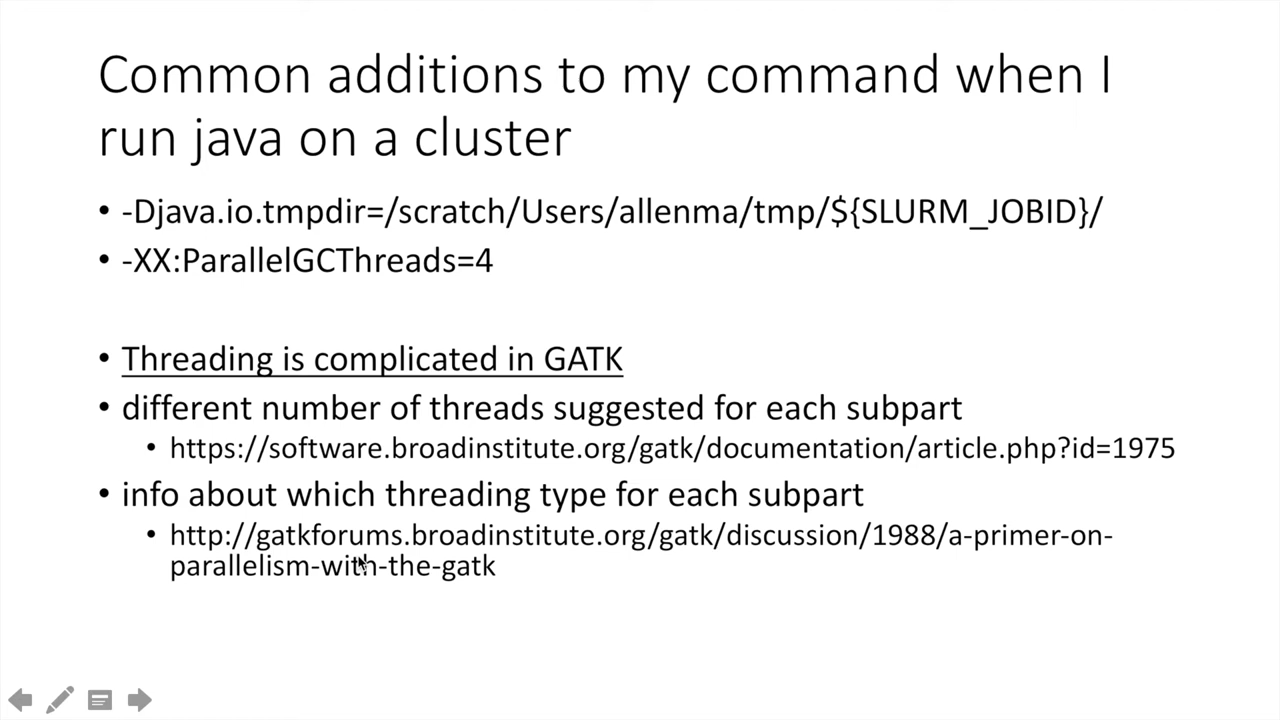 Common additions to my command when I
run java on a cluster
• -Djava.io.tmpdir=/scratch/Users/allenma/tmp/${SLURM_JOBID}/
• -XX:ParallelGCThreads=4
• Threading is complicated in GATK
• different number of threads suggested for each subpart
• https://software.broadinstitute.org/gatk/documentation/article.php?id=1975
• info about which threading type for each subpart
• http://gatkforums.broadinstitute.org/gatk/discussion/1988/a-primer-on-
parallelism-with-the-gatk